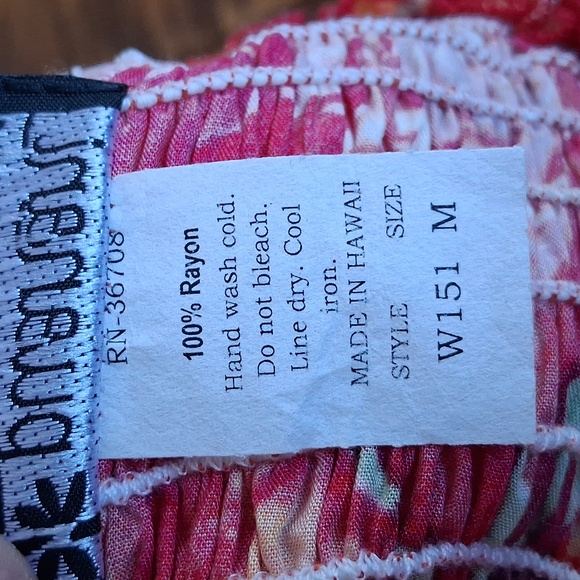 RN-36708
100% Rayon
Hand wash cold.
Do not bleach.
Line dry. Cool
iron.
MADE IN HAWAII
STYLE SIZE
W151 M